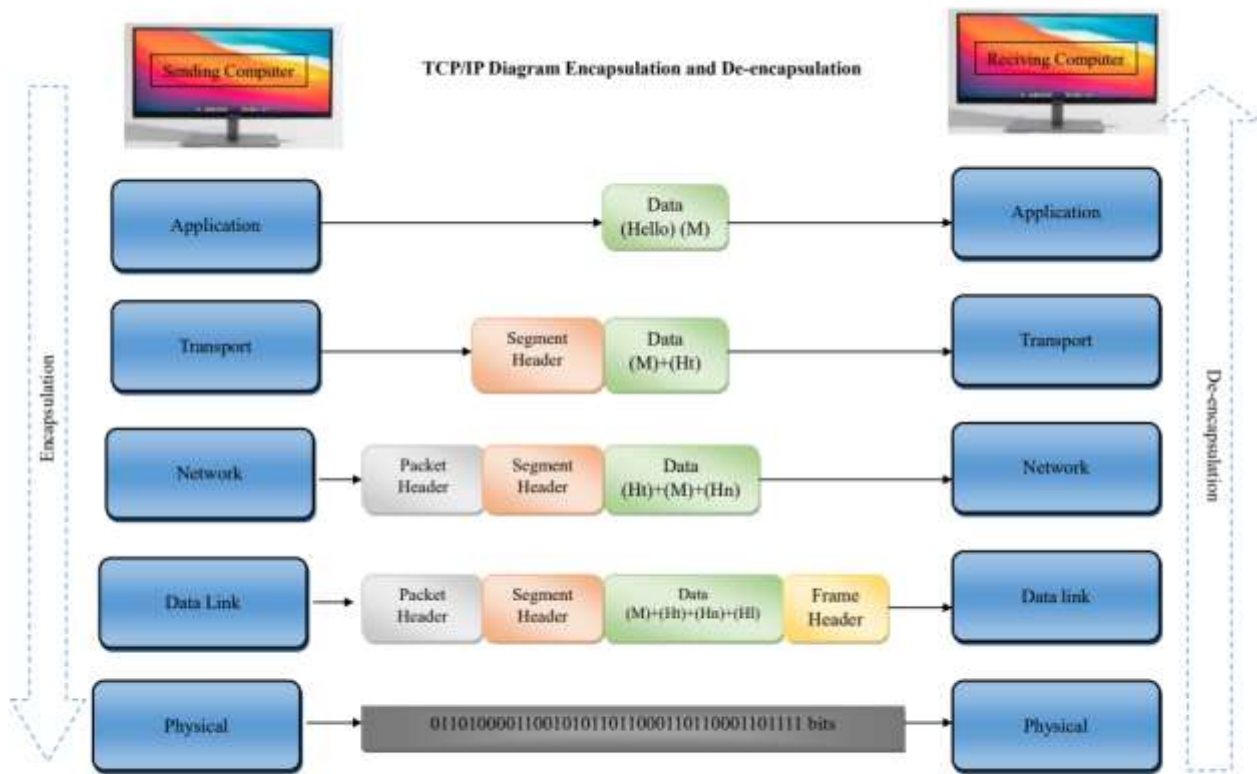 Sending Computer
TCP/IP Diagram Encapsulation and De-encapsulation
Reciving Computer
Encapsulation
De-encapsulation
Application
Data
(Hello) (M)
Application
Transport
Segment
Header
Data
(M)+(Ht)
Transport
Network
Packet
Header
Segment
Header
Data
(Ht)+(M)+(Hn)
Network
Data Link
Packet
Header
Segment
Header
Data
(M)+(Ht)+(Hn)+(Hl)
Frame
Header
Data link
Physical
0110100001100101011011000110110001101111 bits
Physical